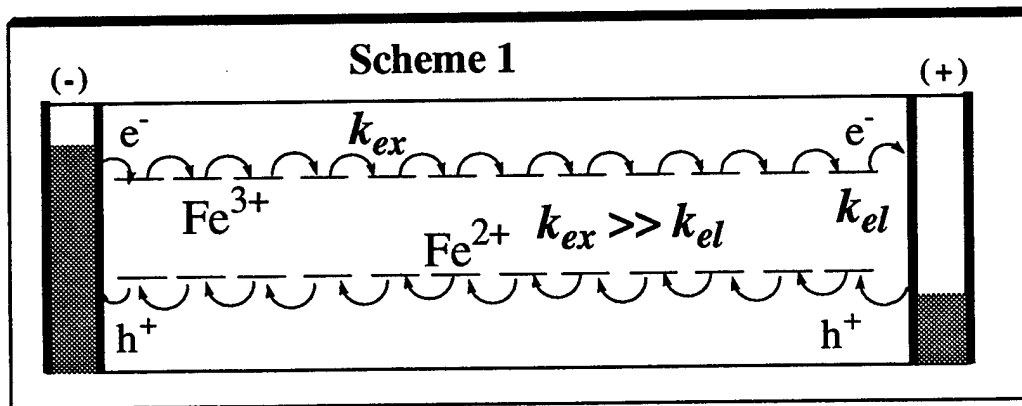 Scheme 1
(-) (+)
e⁻ k_ex e⁻
Fe³⁺ k_el
Fe²⁺ k_ex >> k_el
h⁺ h⁺